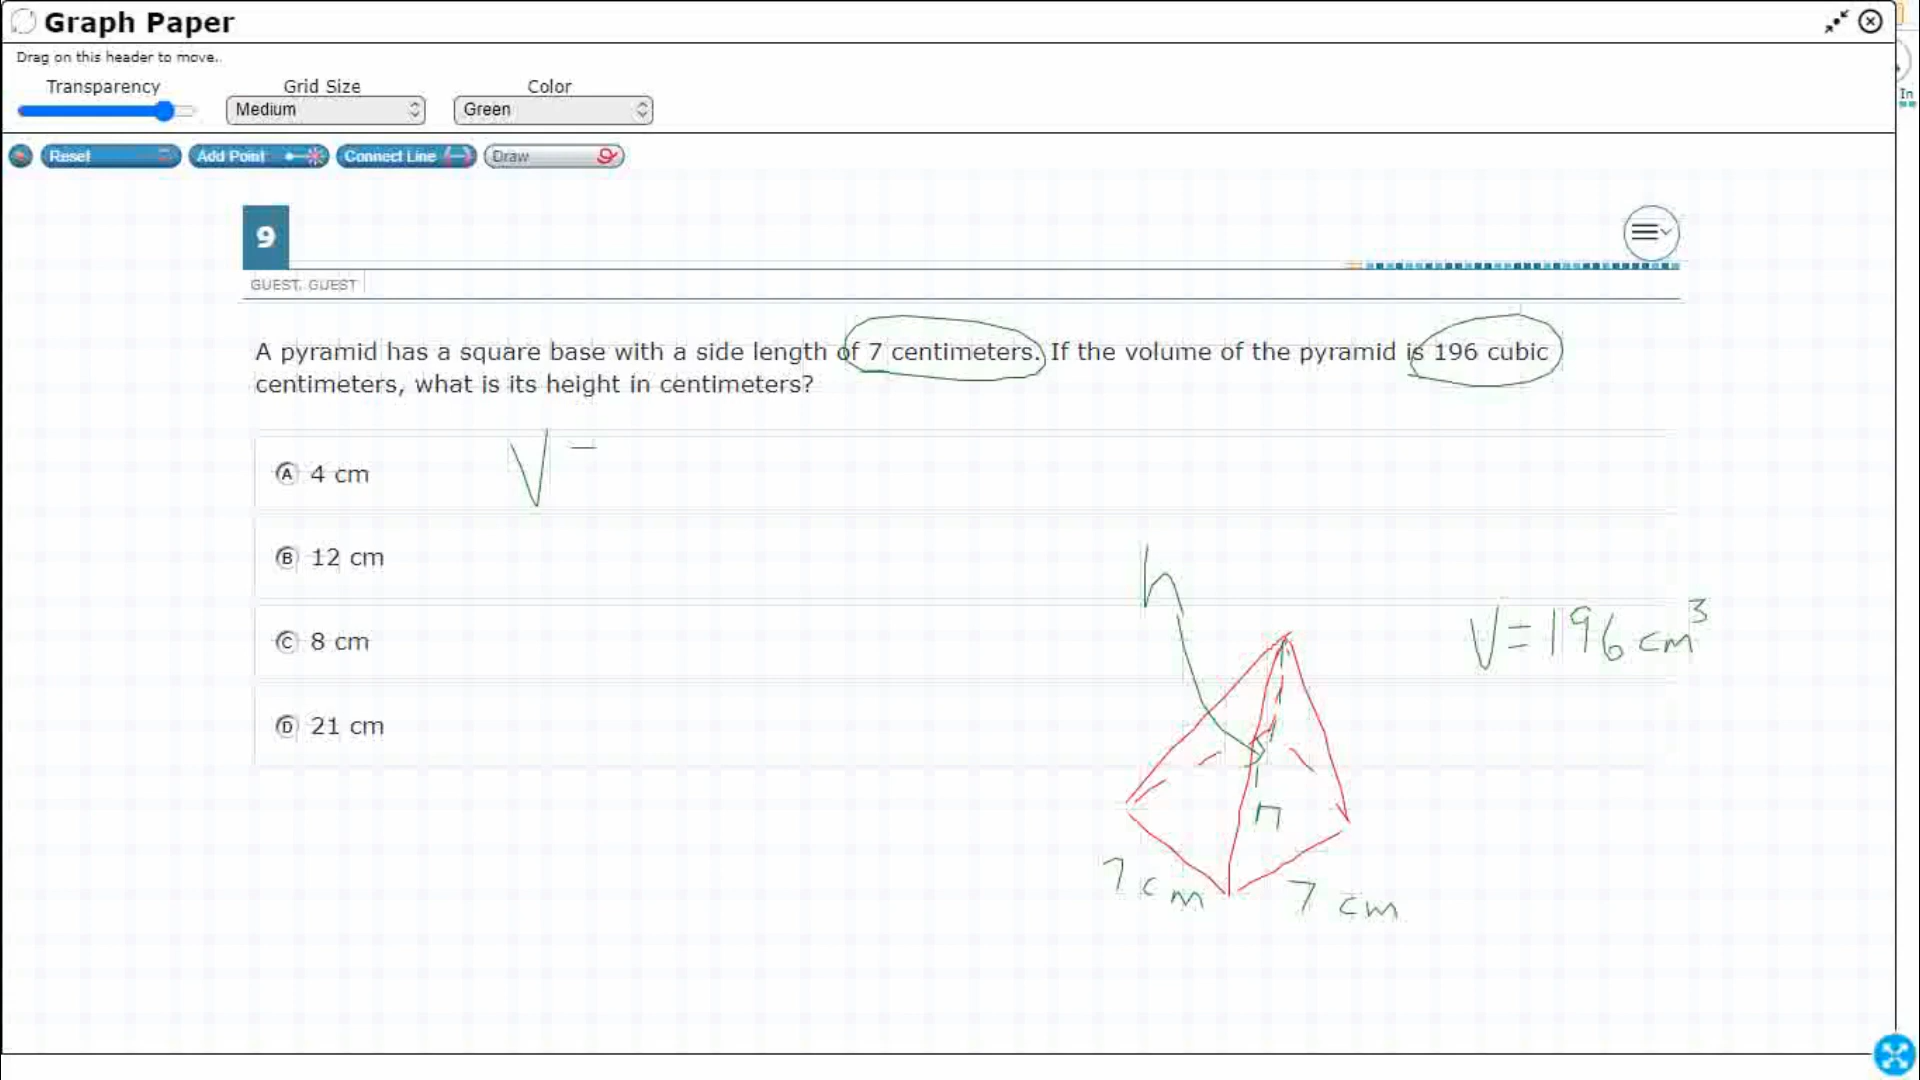 Graph Paper
Drag on this header to move..
Transparency Grid Size Color
Medium Green
Reset Add Point Connect Line Draw
In
9
GUEST, GUEST
A pyramid has a square base with a side length of 7 centimeters. If the volume of the pyramid is 196 cubic
centimeters, what is its height in centimeters?
A 4 cm
V =
B 12 cm
h
C 8 cm
V=196 cm³
D 21 cm
7 cm 7 cm